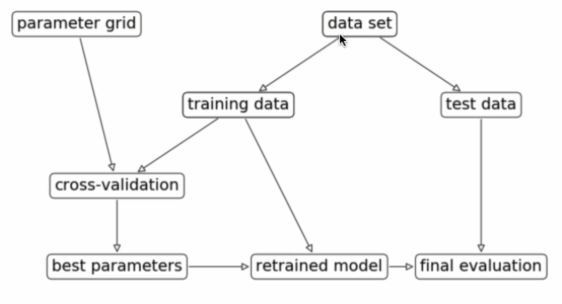 parameter grid
data set
training data
test data
cross-validation
best parameters
retrained model
final evaluation